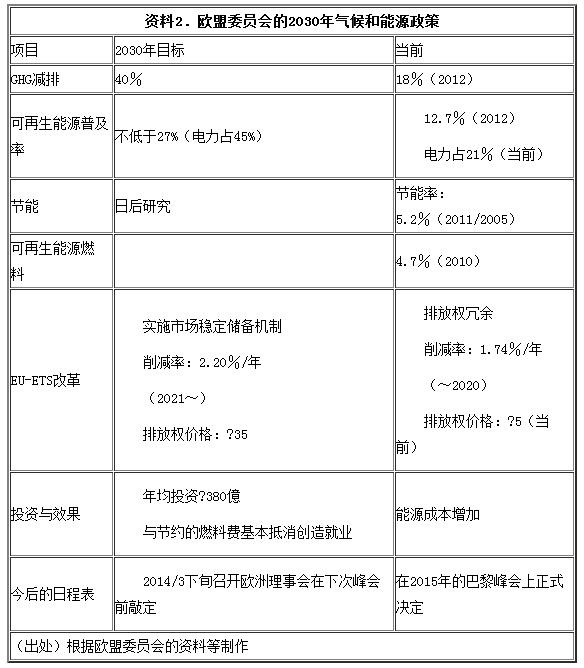 资料2．欧盟委员会的2030年气候和能源政策
项目 2030年目标 当前
GHG减排 40％ 18％（2012）
可再生能源普及率 不低于27%（电力占45%） 12.7％（2012）
电力占21％（当前）
节能 日后研究 节能率：
5.2％（2011/2005）
可再生能源燃料 4.7％（2010）
EU-ETS改革
实施市场稳定储备机制
削减率：2.20％/年
（2021～）
排放权价格：?35
排放权冗余
削减率：1.74％/年
（～2020）
排放权价格：?5（当前）
投资与效果
年均投资?380億
与节约的燃料费基本抵消创造就业
能源成本增加
今后的日程表
2014/3下旬召开欧洲理事会在下次峰会前敲定
在2015年的巴黎峰会上正式决定
（出处）根据欧盟委员会的资料等制作